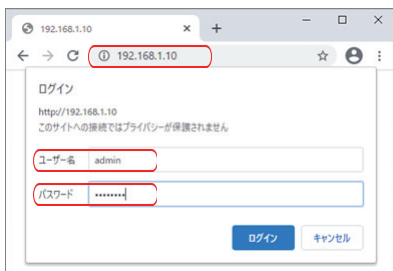 192.168.1.10
192.168.1.10
ログイン
http://192.168.1.10
このサイトへの接続ではプライバシーが保護されません
ユーザー名 admin
パスワード ••••••••
ログイン キャンセル